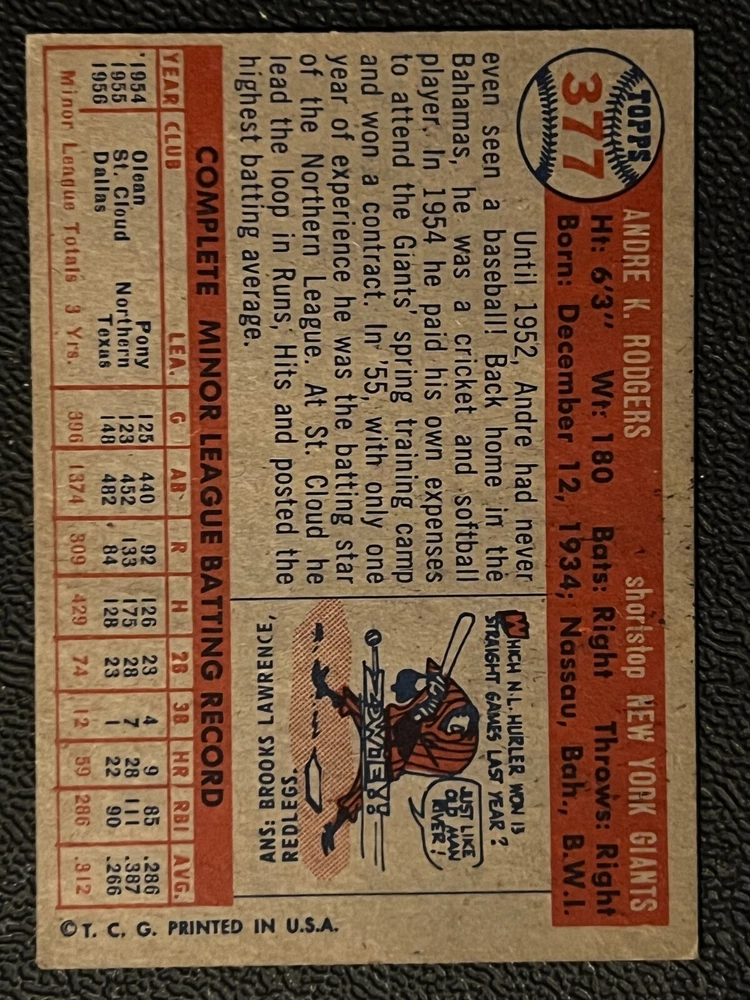 TOPPS
377
ANDRE K. RODGERS shortstop NEW YORK GIANTS
Ht: 6'3" Wt: 180 Bats: Right Throws: Right
Born: December 12, 1934; Nassau, Bah., B.W.I.
Until 1952, Andre had never
even seen a baseball! Back home in the
Bahamas, he was a cricket and softball
player. In 1954 he paid his own expenses
to attend the Giants' spring training camp
and won a contract. In '55, with only one
year of experience he was the batting star
of the Northern League. At St. Cloud he
lead the loop in Runs, Hits and posted the
highest batting average.
WHICH N.L. HURLER WON 13
STRAIGHT GAMES LAST YEAR?
JUST LIKE
OLD MAN
RIVER!
ZOWIE!!
ANS: BROOKS LAWRENCE,
REDLEGS.
COMPLETE MINOR LEAGUE BATTING RECORD
YEAR CLUB LEA. G AB R H 2B 3B HR RBI AVG.
1954 Olean Pony 125 440 92 126 23 4 9 85 .286
1955 St. Cloud Northern 123 452 133 175 28 7 28 111 .387
1956 Dallas Texas 148 482 84 128 23 1 22 90 .266
Minor League Totals 3 Yrs. 396 1374 309 429 74 12 59 286 .312
© T. C. G. PRINTED IN U.S.A.